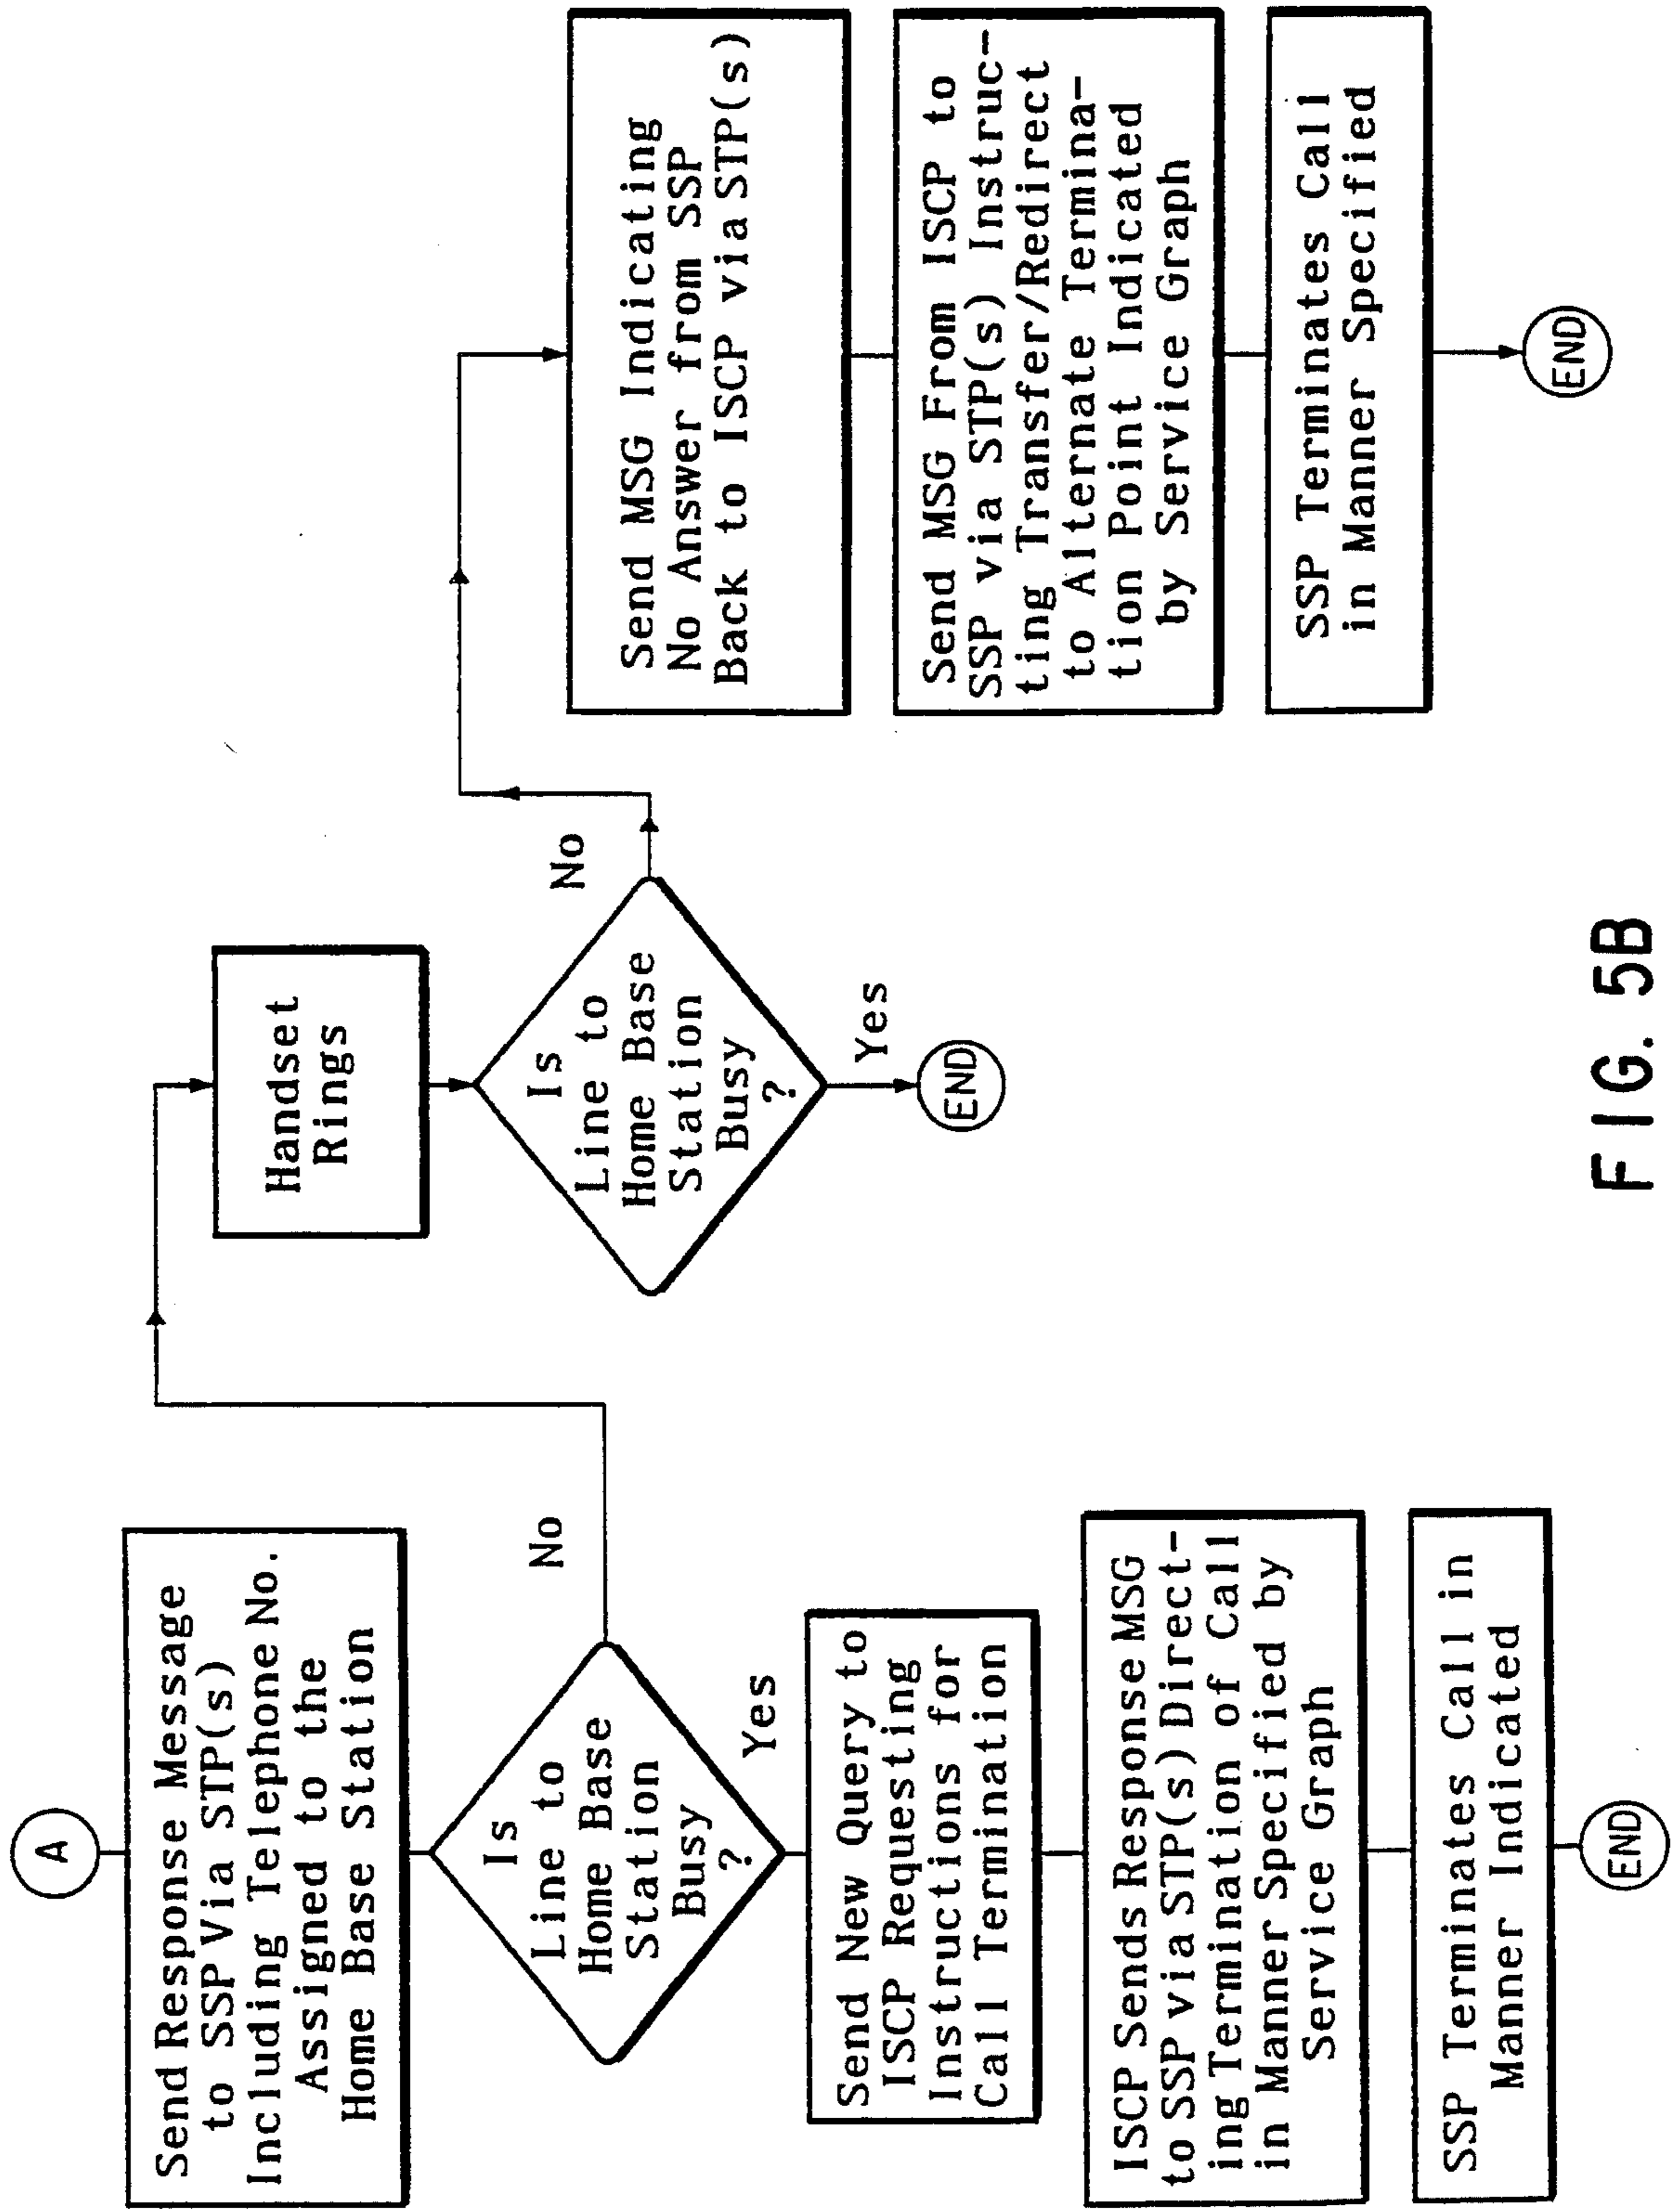 A
Send Response Message
to SSP Via STP(s)
Including Telephone No.
Assigned to the
Home Base Station
Is
Line to
Home Base
Station
Busy
?
No
Yes
Send New Query to
ISCP Requesting
Instructions for
Call Termination
ISCP Sends Response MSG
to SSP via STP(s) Direct-
ing Termination of Call
in Manner Specified by
Service Graph
SSP Terminates Call in
Manner Indicated
END
Handset
Rings
Is
Line to
Home Base
Station
Busy
?
No
Yes
END
Send MSG Indicating
No Answer from SSP
Back to ISCP via STP(s)
Send MSG From ISCP to
SSP via STP(s) Instruc-
ting Transfer/Redirect
to Alternate Termina-
tion Point Indicated
by Service Graph
SSP Terminates Call
in Manner Specified
END
FIG. 5B